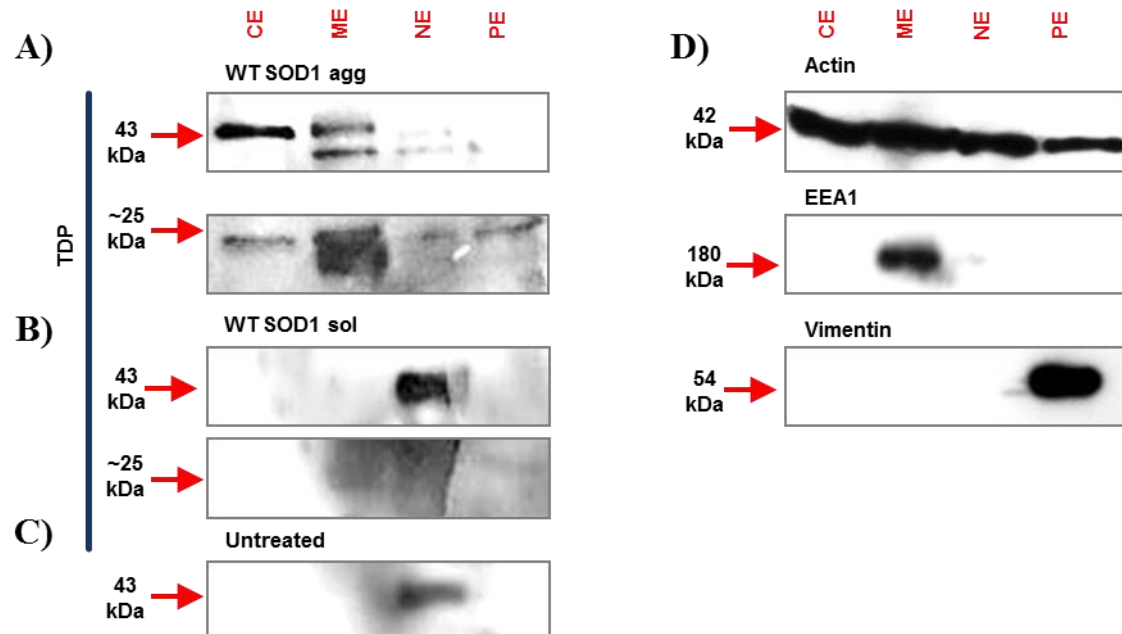 CE ME NE PE
A)
WT SOD1 agg
43
kDa
~25
kDa
TDP
B)
WT SOD1 sol
43
kDa
~25
kDa
C)
Untreated
43
kDa
CE ME NE PE
D)
Actin
42
kDa
EEA1
180
kDa
Vimentin
54
kDa